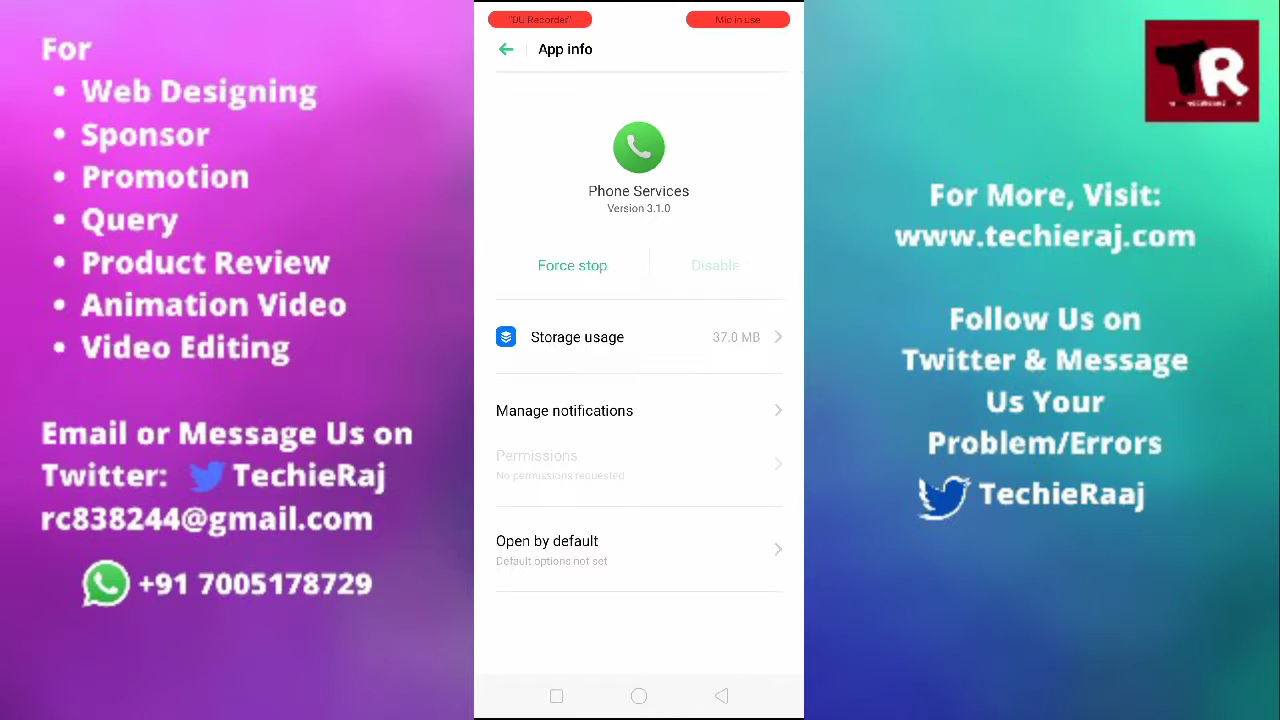 For
• Web Designing
• Sponsor
• Promotion
• Query
• Product Review
• Animation Video
• Video Editing
Email or Message Us on
Twitter: TechieRaj
rc838244@gmail.com
+91 7005178729
"DU Recorder"
Mic in use
App info
Phone Services
Version 3.1.0
Force stop
Disable
Storage usage
37.0 MB
Manage notifications
Permissions
No permissions requested
Open by default
Default options not set
TR
For More, Visit:
www.techieraj.com
Follow Us on
Twitter & Message
Us Your
Problem/Errors
TechieRaaj